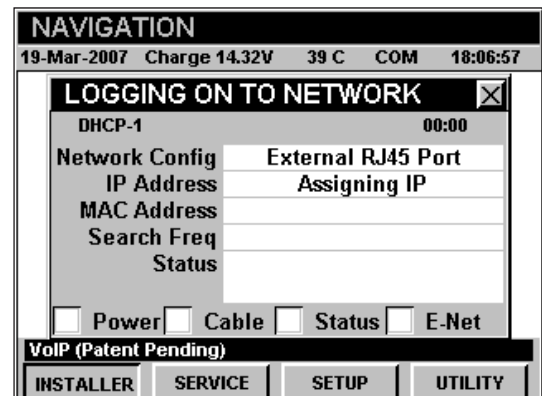 NAVIGATION
19-Mar-2007 Charge 14.32V 39 C COM 18:06:57
LOGGING ON TO NETWORK X
DHCP-1 00:00
Network Config External RJ45 Port
IP Address Assigning IP
MAC Address
Search Freq
Status
Power Cable Status E-Net
VoIP (Patent Pending)
INSTALLER SERVICE SETUP UTILITY